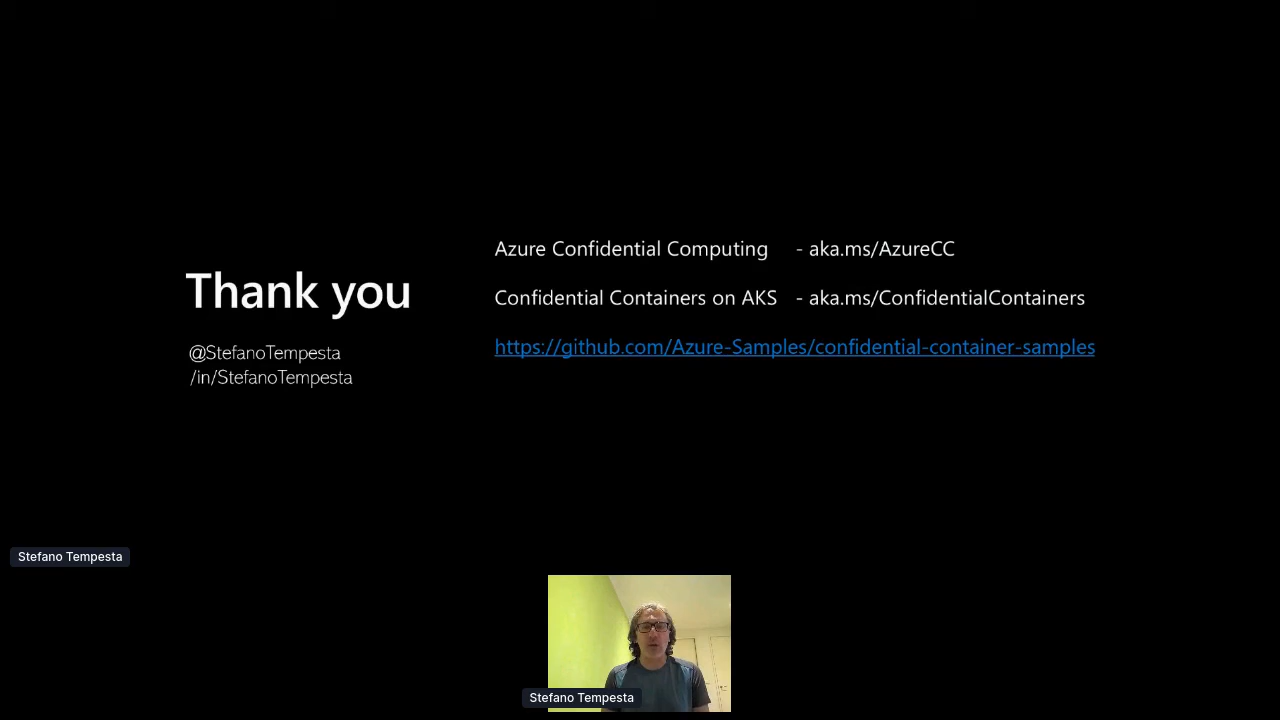 Thank you
@StefanoTempesta
/in/StefanoTempesta
Azure Confidential Computing - aka.ms/AzureCC
Confidential Containers on AKS - aka.ms/ConfidentialContainers
https://github.com/Azure-Samples/confidential-container-samples
Stefano Tempesta
Stefano Tempesta